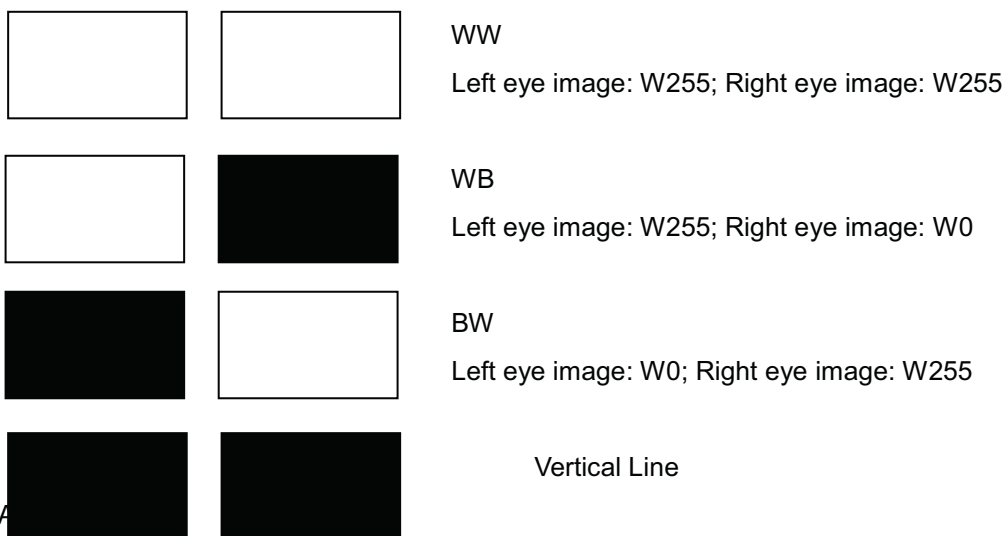 WW
Left eye image: W255; Right eye image: W255
WB
Left eye image: W255; Right eye image: W0
BW
Left eye image: W0; Right eye image: W255
Vertical Line